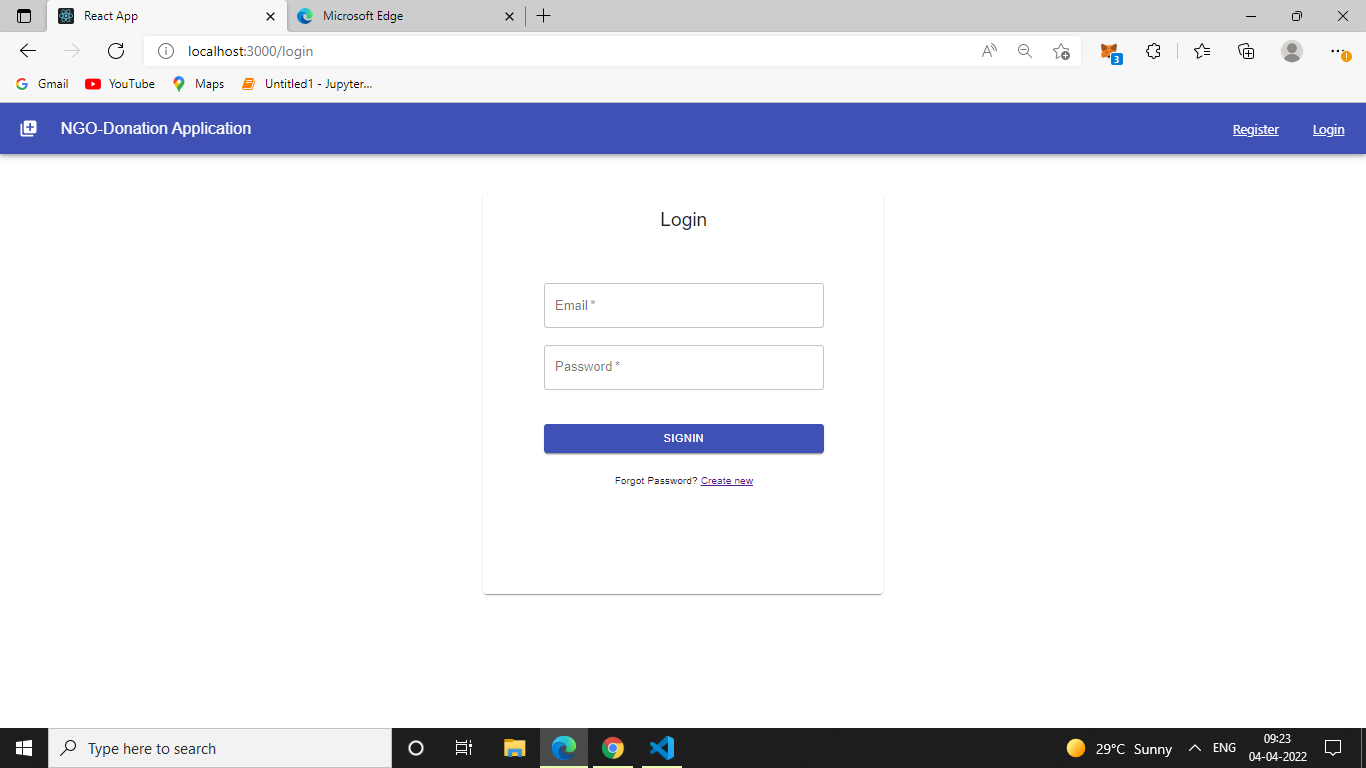 React App
Microsoft Edge
localhost:3000/login
3
Gmail
YouTube
Maps
Untitled1 - Jupyter...
NGO-Donation Application
Register
Login
Login
Email *
Password *
SIGNIN
Forgot Password? Create new
Type here to search
29°C Sunny
ENG
09:23
04-04-2022